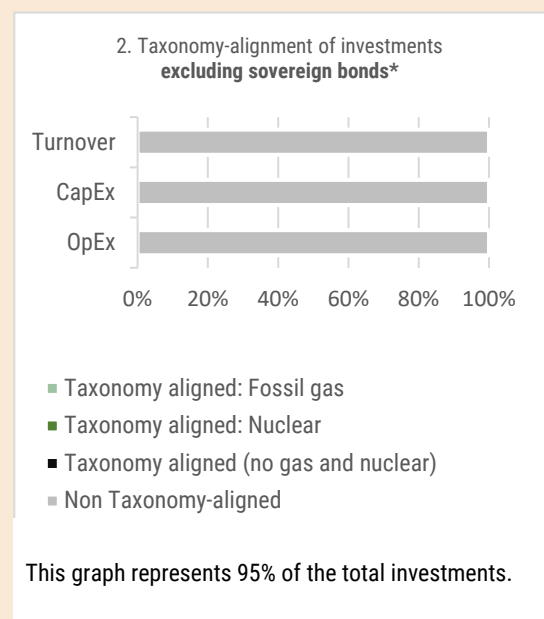 2. Taxonomy-alignment of investments
excluding sovereign bonds*
Turnover
CapEx
OpEx
0% 20% 40% 60% 80% 100%
Taxonomy aligned: Fossil gas
Taxonomy aligned: Nuclear
Taxonomy aligned (no gas and nuclear)
Non Taxonomy-aligned
This graph represents 95% of the total investments.